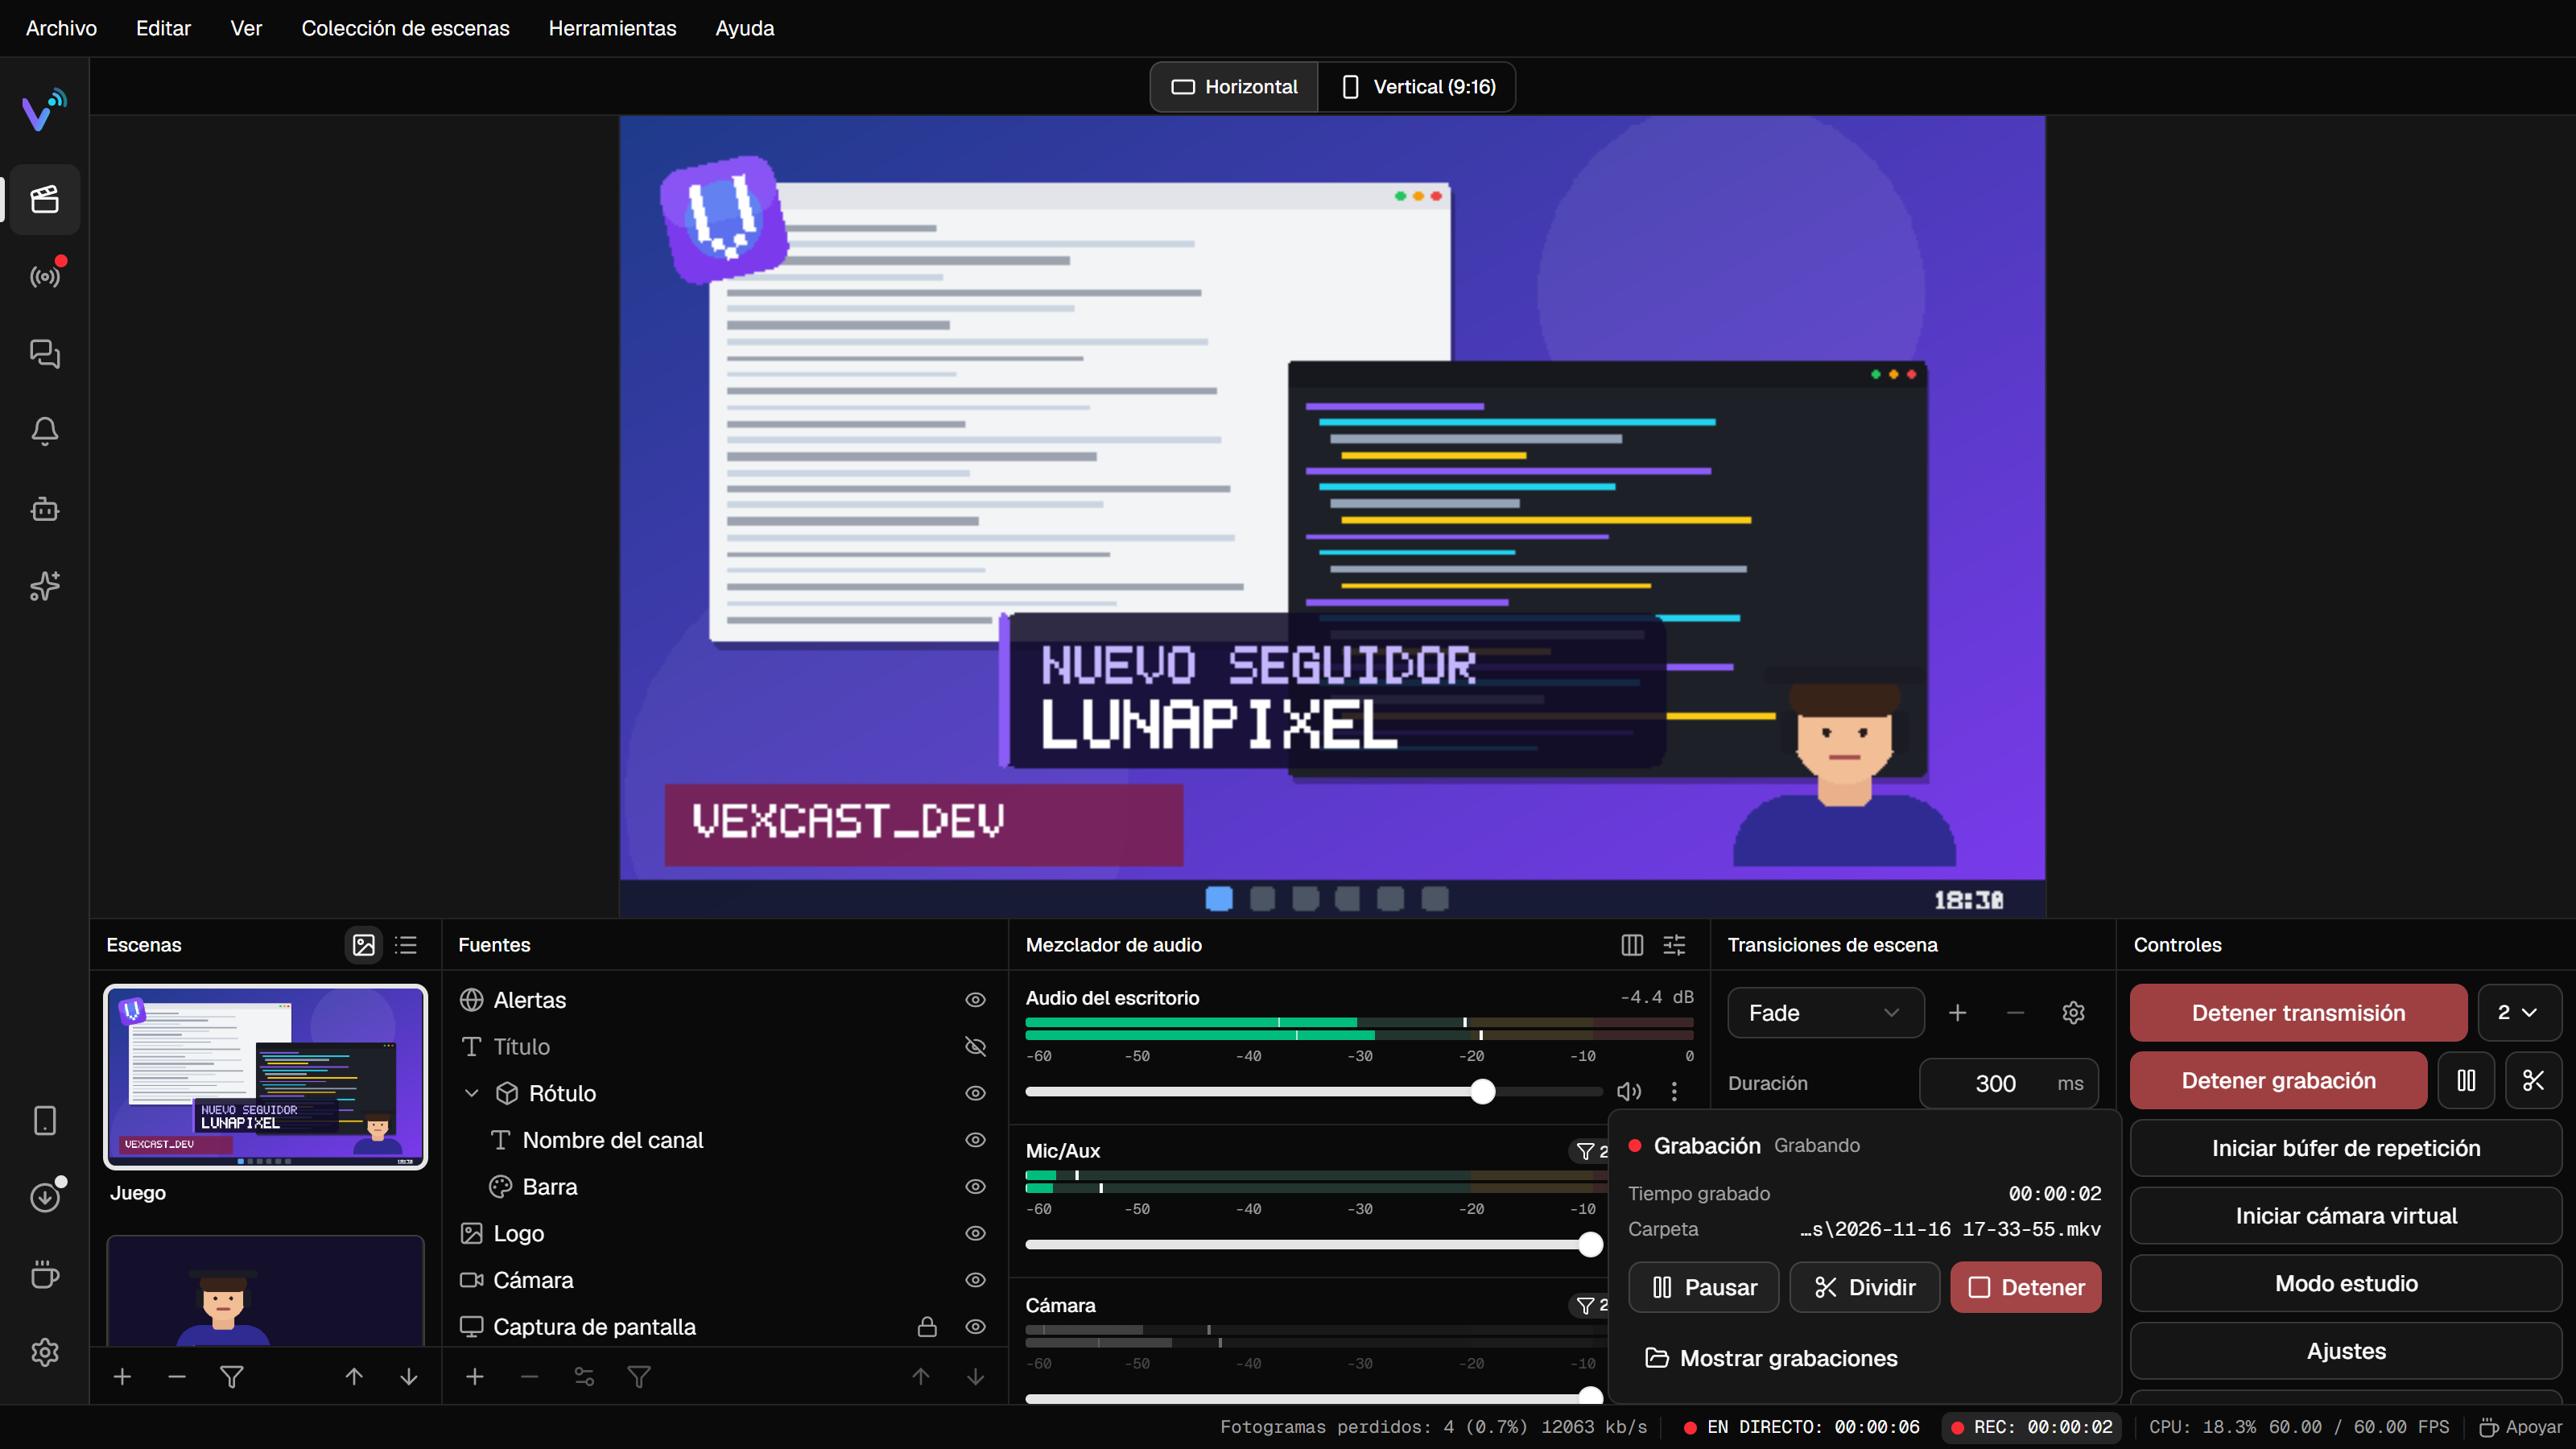 Archivo Editar Ver Colección de escenas Herramientas Ayuda
Horizontal Vertical (9:16)
NUEVO SEGUIDOR
LUNAPIXEL
VEXCAST_DEV
18:30
Escenas
NUEVO SEGUIDOR
LUNAPIXEL
VEXCAST_DEV
18:30
Juego
Fuentes
Alertas
Título
Rótulo
Nombre del canal
Barra
Logo
Cámara
Captura de pantalla
Mezclador de audio
Audio del escritorio -4.4 dB
-60 -50 -40 -30 -20 -10 0
Mic/Aux 2
-60 -50 -40 -30 -20 -10
Cámara 2
-60 -50 -40 -30 -20 -10
Transiciones de escena
Fade
Duración 300 ms
Grabación Grabando
Tiempo grabado 00:00:02
Carpeta …s\2026-11-16 17-33-55.mkv
Pausar Dividir Detener
Mostrar grabaciones
Controles
Detener transmisión 2
Detener grabación
Iniciar búfer de repetición
Iniciar cámara virtual
Modo estudio
Ajustes
Fotogramas perdidos: 4 (0.7%) 12063 kb/s EN DIRECTO: 00:00:06 REC: 00:00:02 CPU: 18.3% 60.00 / 60.00 FPS Apoyar